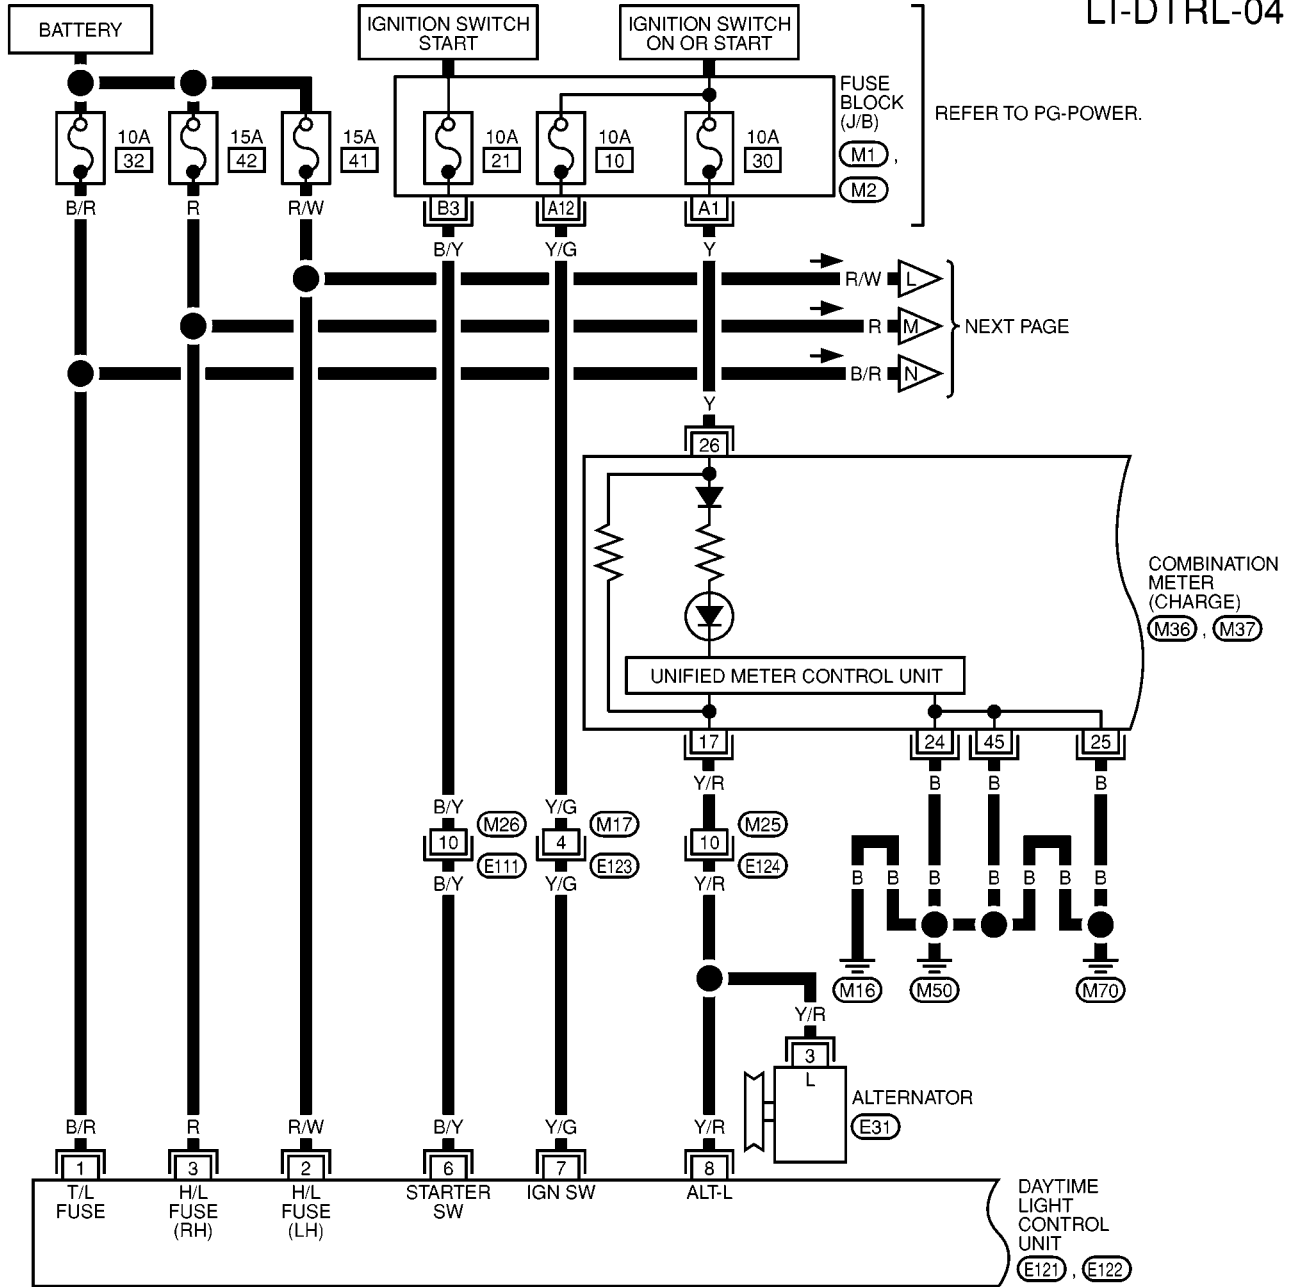 LI-DTRL-04
BATTERY
IGNITION SWITCH
START
IGNITION SWITCH
ON OR START
FUSE
BLOCK
(J/B)
M1 ,
M2
REFER TO PG-POWER.
10A
32
15A
42
15A
41
10A
21
10A
10
10A
30
B/R
R
R/W
B3
A12
A1
B/Y
Y/G
Y
R/W
L
R
M
NEXT PAGE
B/R
N
Y
26
COMBINATION
METER
(CHARGE)
M36 , M37
UNIFIED METER CONTROL UNIT
17
24
45
25
Y/R
B
B
B
B/Y
Y/G
M26
M17
M25
10
4
10
E111
E123
E124
B/Y
Y/G
Y/R
B
B
B
B
B
B
B
M16
M50
M70
Y/R
3
L
ALTERNATOR
E31
B/R
R
R/W
B/Y
Y/G
Y/R
1
3
2
6
7
8
T/L
FUSE
H/L
FUSE
(RH)
H/L
FUSE
(LH)
STARTER
SW
IGN SW
ALT-L
DAYTIME
LIGHT
CONTROL
UNIT
E121 , E122